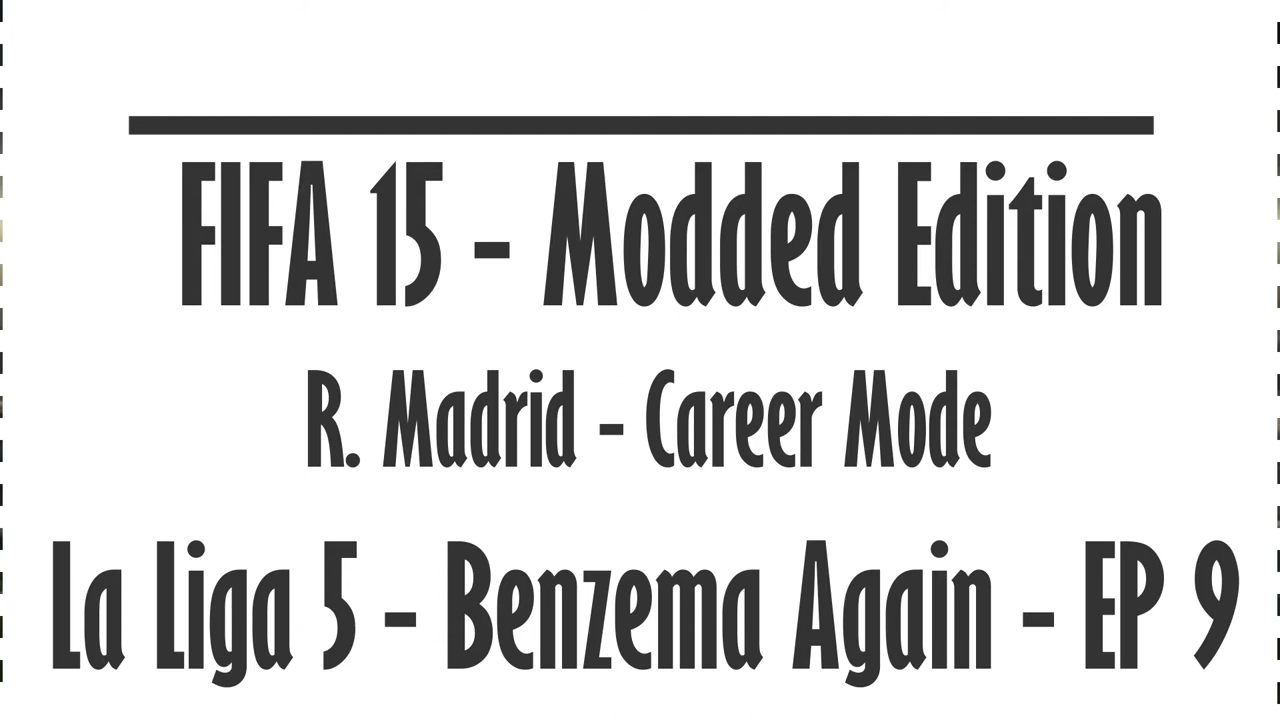 FIFA 15 - Modded Edition
R. Madrid - Career Mode
La Liga 5 - Benzema Again - EP 9